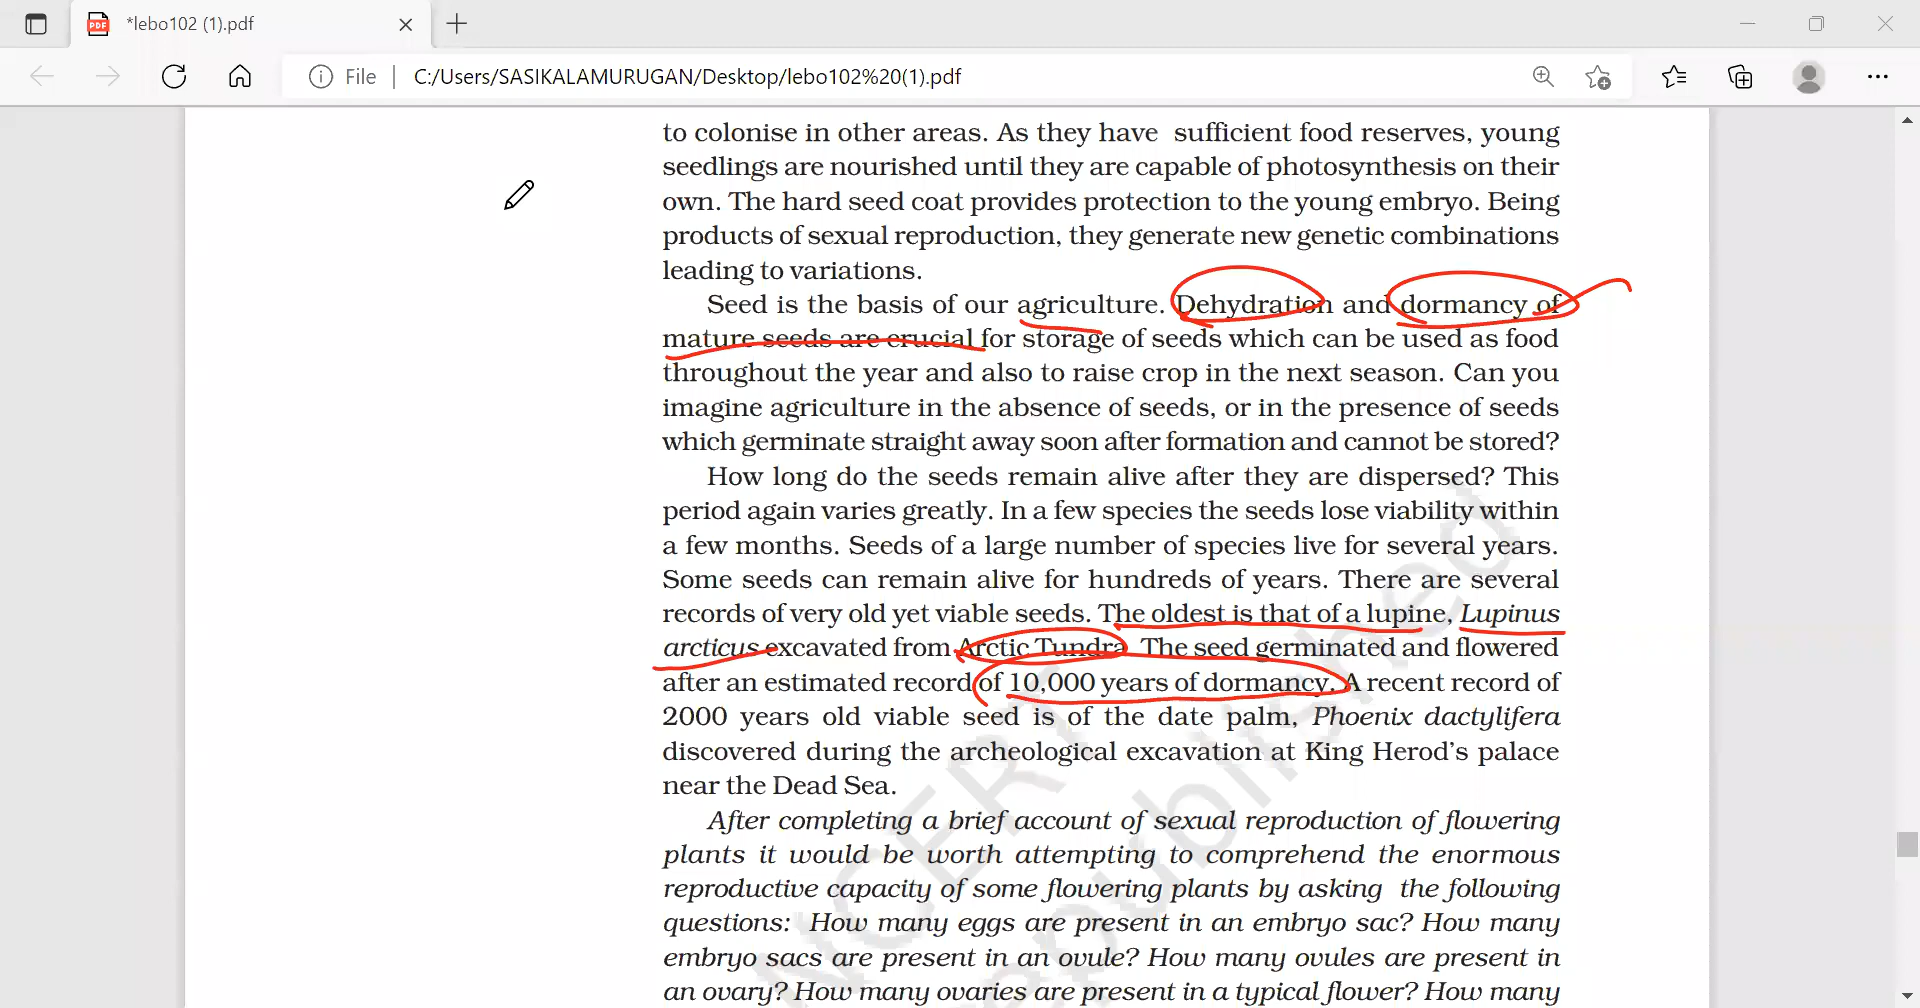 *lebo102 (1).pdf
File
C:/Users/SASIKALAMURUGAN/Desktop/lebo102%20(1).pdf
to colonise in other areas. As they have sufficient food reserves, young
seedlings are nourished until they are capable of photosynthesis on their
own. The hard seed coat provides protection to the young embryo. Being
products of sexual reproduction, they generate new genetic combinations
leading to variations.
Seed is the basis of our agriculture. Dehydration and dormancy of
mature seeds are crucial for storage of seeds which can be used as food
throughout the year and also to raise crop in the next season. Can you
imagine agriculture in the absence of seeds, or in the presence of seeds
which germinate straight away soon after formation and cannot be stored?
How long do the seeds remain alive after they are dispersed? This
period again varies greatly. In a few species the seeds lose viability within
a few months. Seeds of a large number of species live for several years.
Some seeds can remain alive for hundreds of years. There are several
records of very old yet viable seeds. The oldest is that of a lupine, Lupinus
arcticus excavated from Arctic Tundra. The seed germinated and flowered
after an estimated record of 10,000 years of dormancy. A recent record of
2000 years old viable seed is of the date palm, Phoenix dactylifera
discovered during the archeological excavation at King Herod's palace
near the Dead Sea.
After completing a brief account of sexual reproduction of flowering
plants it would be worth attempting to comprehend the enormous
reproductive capacity of some flowering plants by asking the following
questions: How many eggs are present in an embryo sac? How many
embryo sacs are present in an ovule? How many ovules are present in
an ovary? How many ovaries are present in a typical flower? How many
NCERT
republished